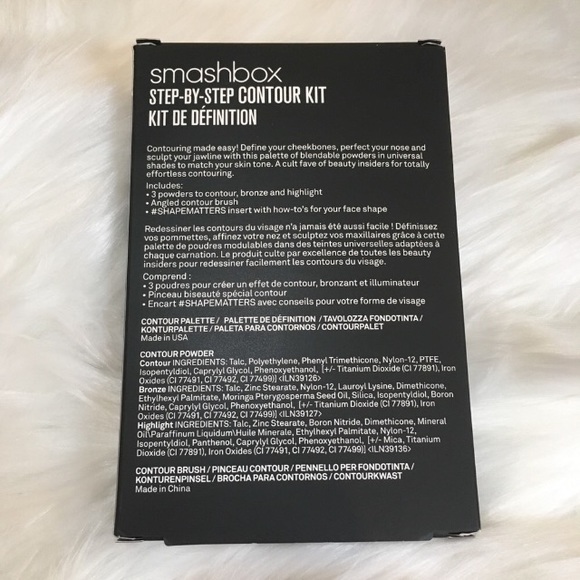 smashbox
STEP-BY-STEP CONTOUR KIT
KIT DE DÉFINITION
Contouring made easy! Define your cheekbones, perfect your nose and
sculpt your jawline with this palette of blendable powders in universal
shades to match your skin tone. A cult fave of beauty insiders for totally
effortless contouring.
Includes:
• 3 powders to contour, bronze and highlight
• Angled contour brush
• #SHAPEMATTERS insert with how-to's for your face shape
Redessiner les contours du visage n'a jamais été aussi facile ! Définissez
vos pommettes, affinez votre nez et sculptez vos maxillaires grâce à cette
palette de poudres modulables dans des teintes universelles adaptées à
chaque carnation. Le produit culte par excellence de toutes les beauty
insiders pour redessiner facilement les contours du visage.
Comprend :
• 3 poudres pour créer un effet de contour, bronzant et illuminateur
• Pinceau biseauté spécial contour
• Encart #SHAPEMATTERS avec conseils pour votre forme de visage
CONTOUR PALETTE / PALETTE DE DÉFINITION / TAVOLOZZA FONDOTINTA /
KONTURPALETTE / PALETA PARA CONTORNOS / CONTOURPALET
Made in USA
CONTOUR POWDER
Contour INGREDIENTS: Talc, Polyethylene, Phenyl Trimethicone, Nylon-12, PTFE,
Isopentyldiol, Caprylyl Glycol, Phenoxyethanol, [+/- Titanium Dioxide (CI 77891), Iron
Oxides (CI 77491, CI 77492, CI 77499)] <ILN39126>
Bronze INGREDIENTS: Talc, Zinc Stearate, Nylon-12, Lauroyl Lysine, Dimethicone,
Ethylhexyl Palmitate, Moringa Pterygosperma Seed Oil, Silica, Isopentyldiol, Boron
Nitride, Caprylyl Glycol, Phenoxyethanol, [+/- Titanium Dioxide (CI 77891), Iron
Oxides (CI 77491, CI 77492, CI 77499)] <ILN39127>
Highlight INGREDIENTS: Talc, Zinc Stearate, Boron Nitride, Dimethicone, Mineral
Oil\Paraffinum Liquidum\Huile Minerale, Ethylhexyl Palmitate, Nylon-12,
Isopentyldiol, Panthenol, Caprylyl Glycol, Phenoxyethanol, [+/- Mica, Titanium
Dioxide (CI 77891), Iron Oxides (CI 77491, CI 77492, CI 77499)] <ILN39136>
CONTOUR BRUSH / PINCEAU CONTOUR / PENNELLO PER FONDOTINTA /
KONTURENPINSEL / BROCHA PARA CONTORNOS / CONTOURKWAST
Made in China